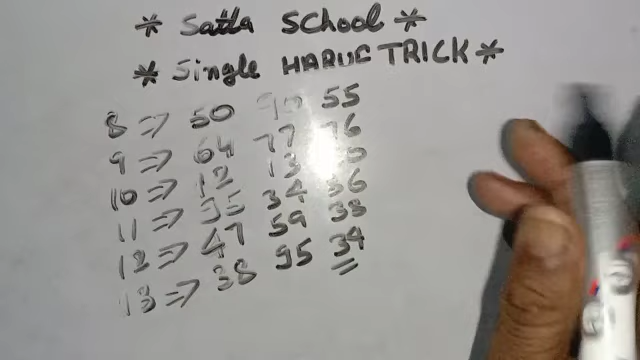 * Satta School *
* Single HARUF TRICK *
8 => 50 90 55
9 => 64 77 76
10 => 12 13
11 => 95 34 36
12 => 47 59 38
13 => 38 95 34